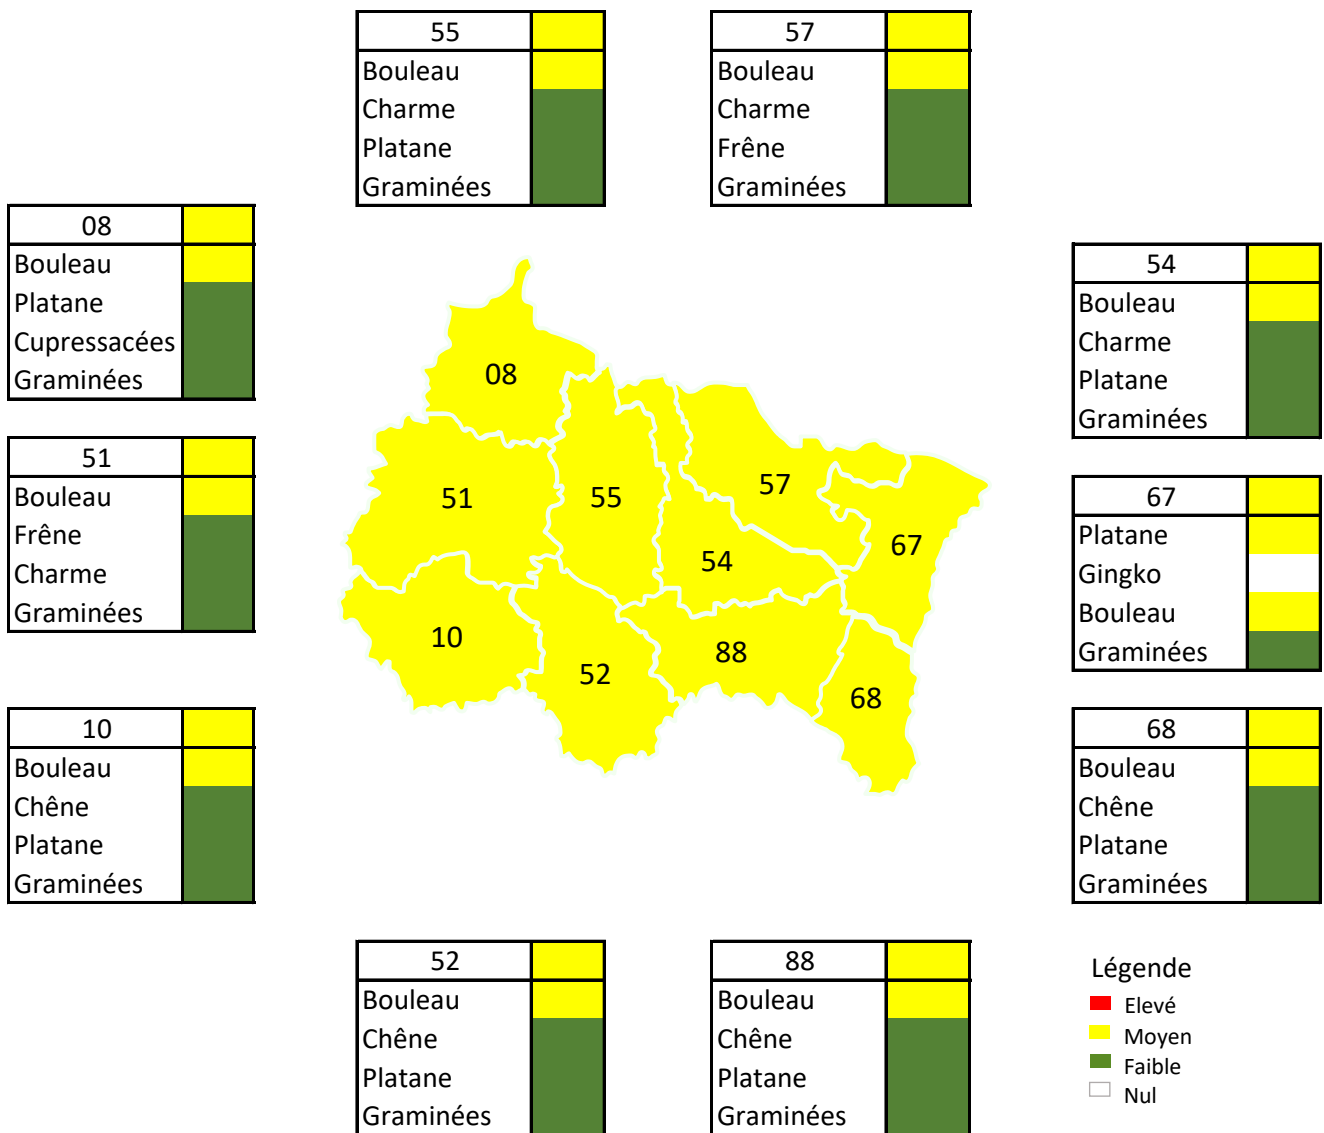 55
Bouleau
Charme
Platane
Graminées
57
Bouleau
Charme
Frêne
Graminées
08
Bouleau
Platane
Cupressacées
Graminées
54
Bouleau
Charme
Platane
Graminées
51
Bouleau
Frêne
Charme
Graminées
67
Platane
Gingko
Bouleau
Graminées
08
51
55
57
67
54
10
88
52
68
10
Bouleau
Chêne
Platane
Graminées
68
Bouleau
Chêne
Platane
Graminées
52
Bouleau
Chêne
Platane
Graminées
88
Bouleau
Chêne
Platane
Graminées
Légende
Elevé
Moyen
Faible
Nul